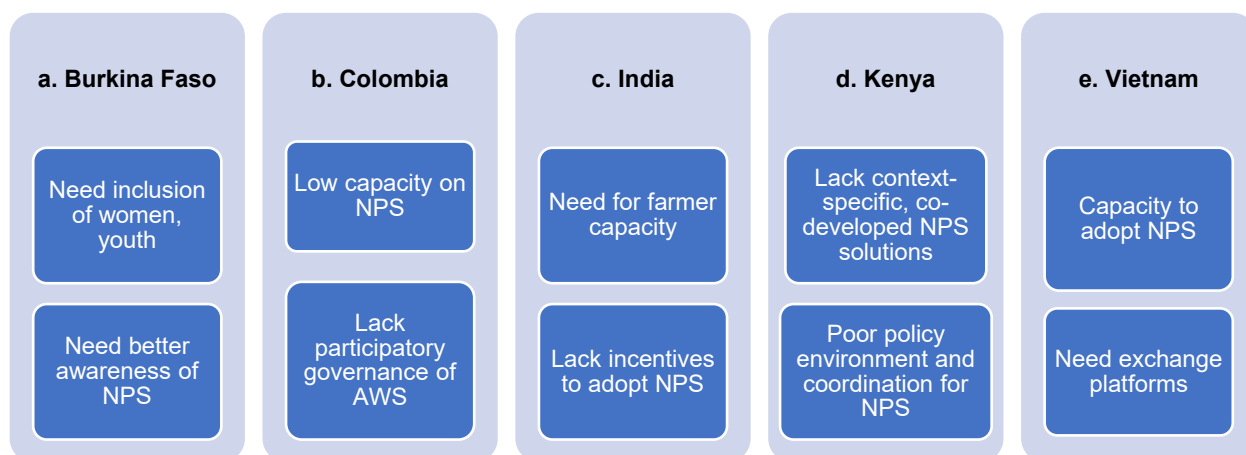 a. Burkina Faso
Need inclusion
of women,
youth
Need better
awareness of
NPS
b. Colombia
Low capacity on
NPS
Lack
participatory
governance of
AWS
c. India
Need for farmer
capacity
Lack incentives
to adopt NPS
d. Kenya
Lack context-
specific, co-
developed NPS
solutions
Poor policy
environment and
coordination for
NPS
e. Vietnam
Capacity to
adopt NPS
Need exchange
platforms